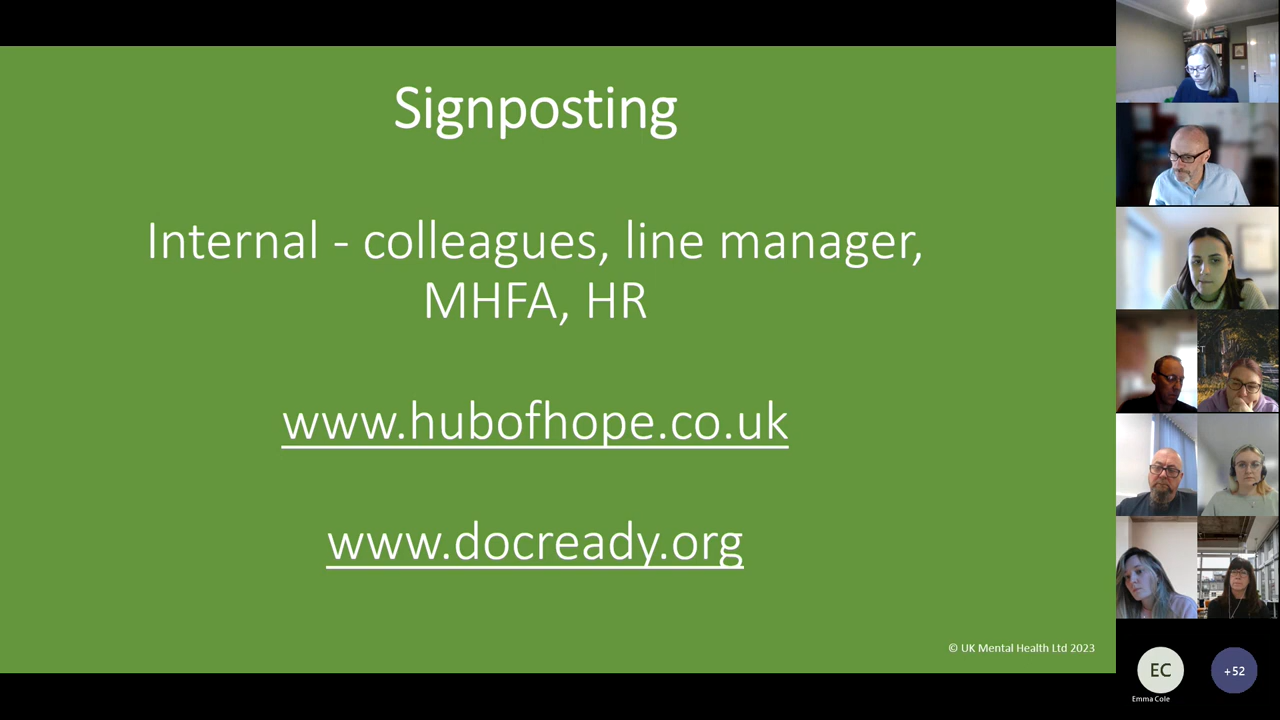 Signposting
Internal - colleagues, line manager,
MHFA, HR
www.hubofhope.co.uk
www.docready.org
© UK Mental Health Ltd 2023
ST
EC
+52
Emma Cole